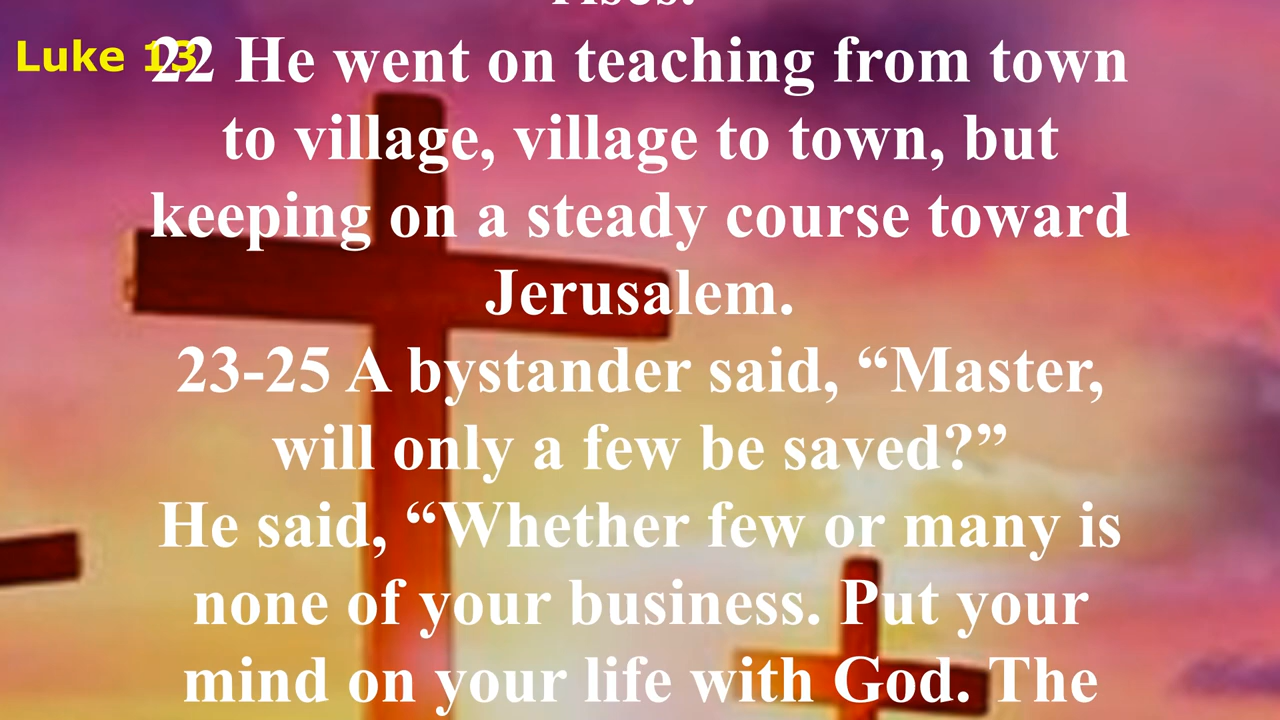 Rises.
Luke 13
22 He went on teaching from town
to village, village to town, but
keeping on a steady course toward
Jerusalem.
23-25 A bystander said, “Master,
will only a few be saved?”
He said, “Whether few or many is
none of your business. Put your
mind on your life with God. The